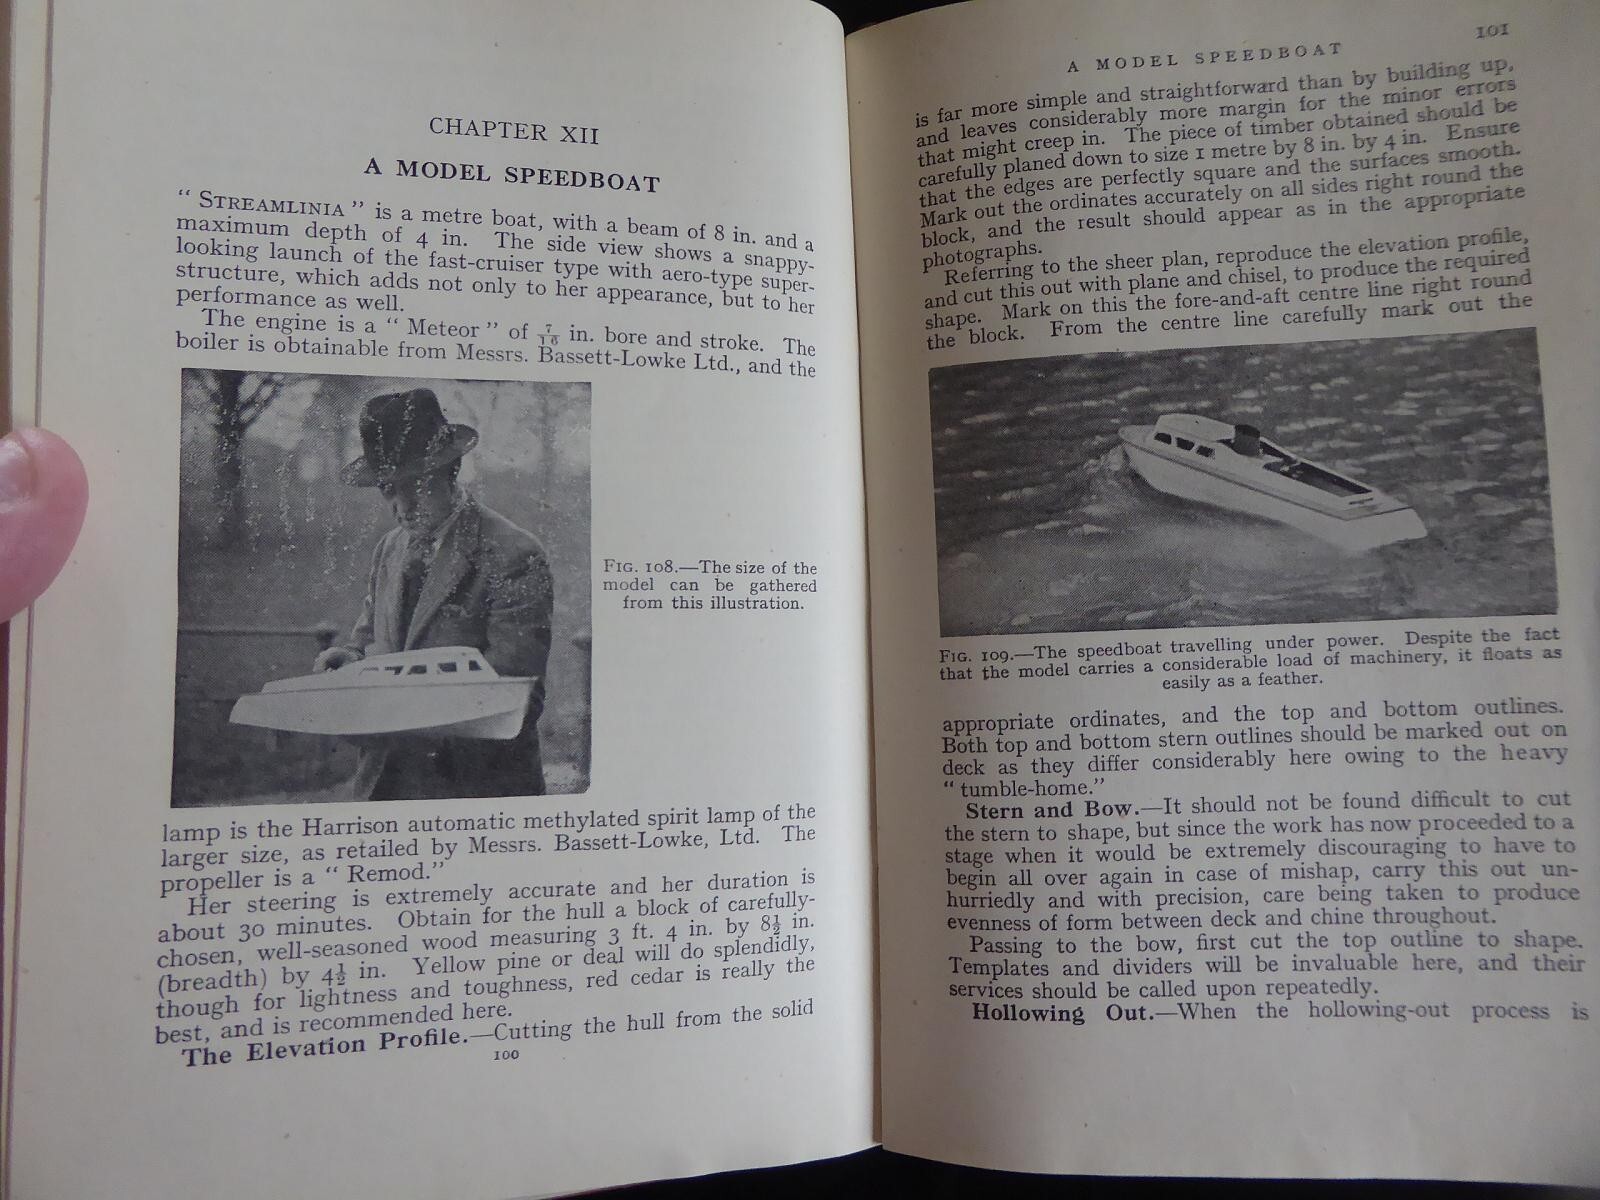 CHAPTER XII
A MODEL SPEEDBOAT
“ STREAMLINIA ” is a metre boat, with a beam of 8 in. and a
maximum depth of 4 in. The side view shows a snappy-
looking launch of the fast-cruiser type with aero-type super-
structure, which adds not only to her appearance, but to her
performance as well.
The engine is a “ Meteor ” of 7/16 in. bore and stroke. The
boiler is obtainable from Messrs. Bassett-Lowke Ltd., and the
FIG. 108.—The size of the
model can be gathered
from this illustration.
lamp is the Harrison automatic methylated spirit lamp of the
larger size, as retailed by Messrs. Bassett-Lowke, Ltd. The
propeller is a “ Remod.”
Her steering is extremely accurate and her duration is
about 30 minutes. Obtain for the hull a block of carefully-
chosen, well-seasoned wood measuring 3 ft. 4 in. by 8½ in.
(breadth) by 4½ in. Yellow pine or deal will do splendidly,
though for lightness and toughness, red cedar is really the
best, and is recommended here.
The Elevation Profile.—Cutting the hull from the solid
100
A MODEL SPEEDBOAT 101
is far more simple and straightforward than by building up,
and leaves considerably more margin for the minor errors
that might creep in. The piece of timber obtained should be
carefully planed down to size 1 metre by 8 in. by 4 in. Ensure
that the edges are perfectly square and the surfaces smooth.
Mark out the ordinates accurately on all sides right round the
block, and the result should appear as in the appropriate
photographs.
Referring to the sheer plan, reproduce the elevation profile,
and cut this out with plane and chisel, to produce the required
shape. Mark on this the fore-and-aft centre line right round
the block. From the centre line carefully mark out the
FIG. 109.—The speedboat travelling under power. Despite the fact
that the model carries a considerable load of machinery, it floats as
easily as a feather.
appropriate ordinates, and the top and bottom outlines.
Both top and bottom stern outlines should be marked out on
deck as they differ considerably here owing to the heavy
“ tumble-home.”
Stern and Bow.—It should not be found difficult to cut
the stern to shape, but since the work has now proceeded to a
stage when it would be extremely discouraging to have to
begin all over again in case of mishap, carry this out un-
hurriedly and with precision, care being taken to produce
evenness of form between deck and chine throughout.
Passing to the bow, first cut the top outline to shape.
Templates and dividers will be invaluable here, and their
services should be called upon repeatedly.
Hollowing Out.—When the hollowing-out process is